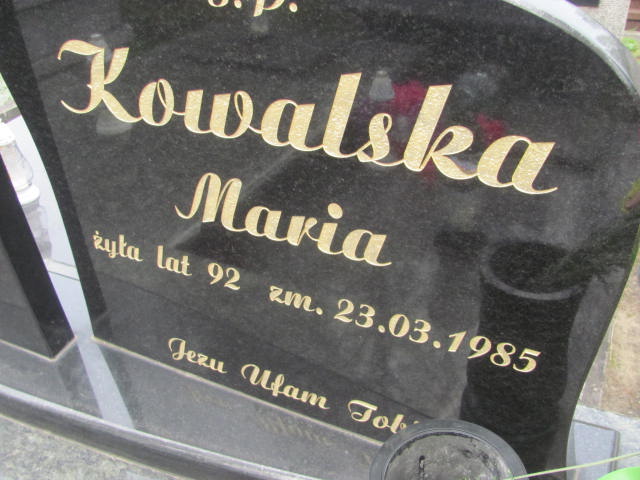 Ś. P.
Kowalska
Maria
żyła lat 92 zm. 23.03.1985
Jezu Ufam